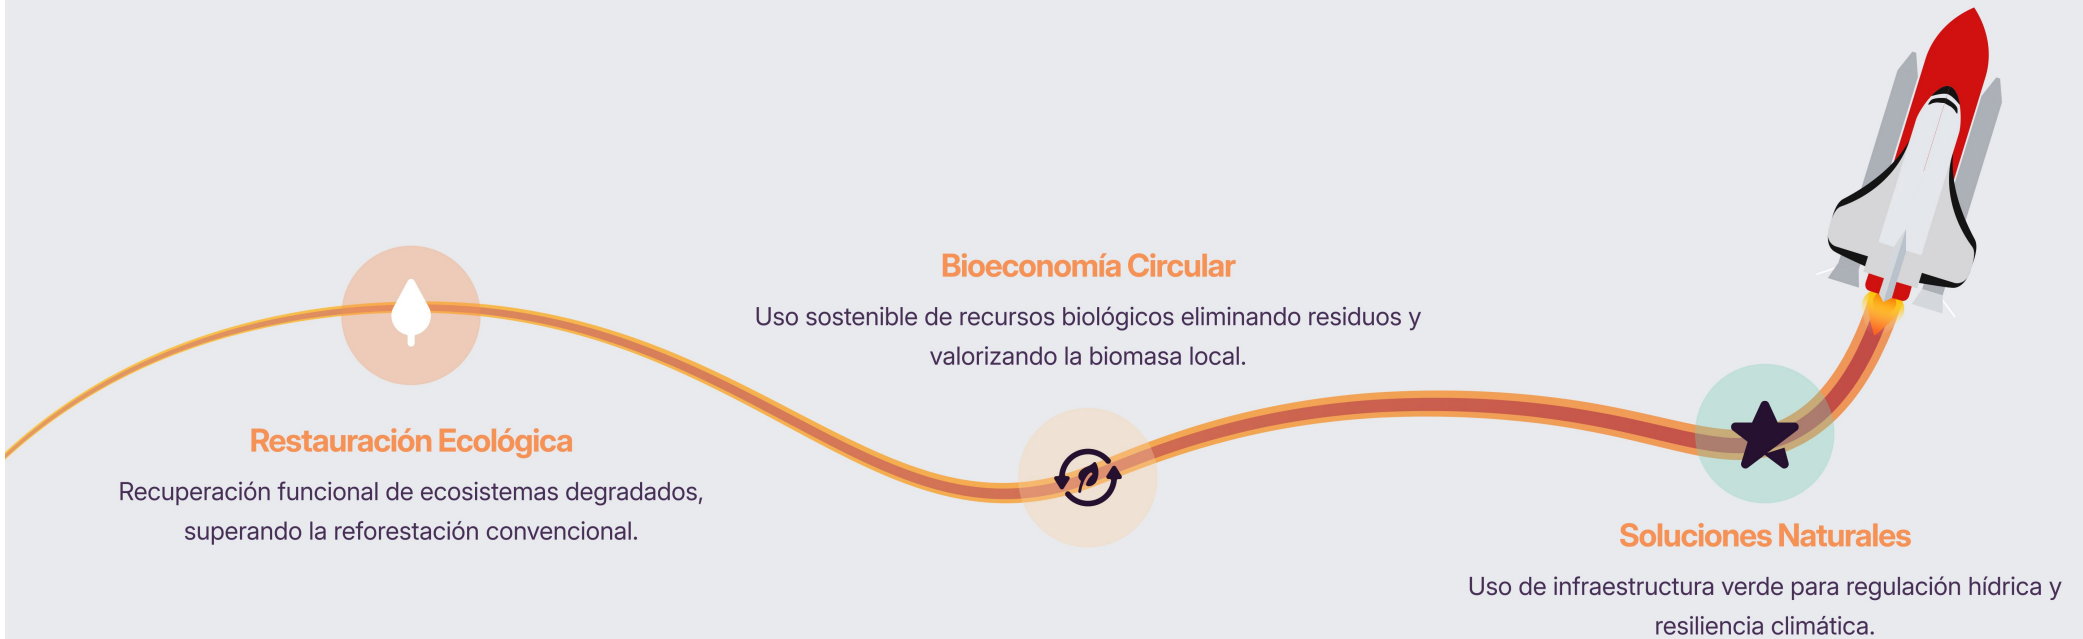 Restauración Ecológica
Recuperación funcional de ecosistemas degradados,
superando la reforestación convencional.
Bioeconomía Circular
Uso sostenible de recursos biológicos eliminando residuos y
valorizando la biomasa local.
Soluciones Naturales
Uso de infraestructura verde para regulación hídrica y
resiliencia climática.